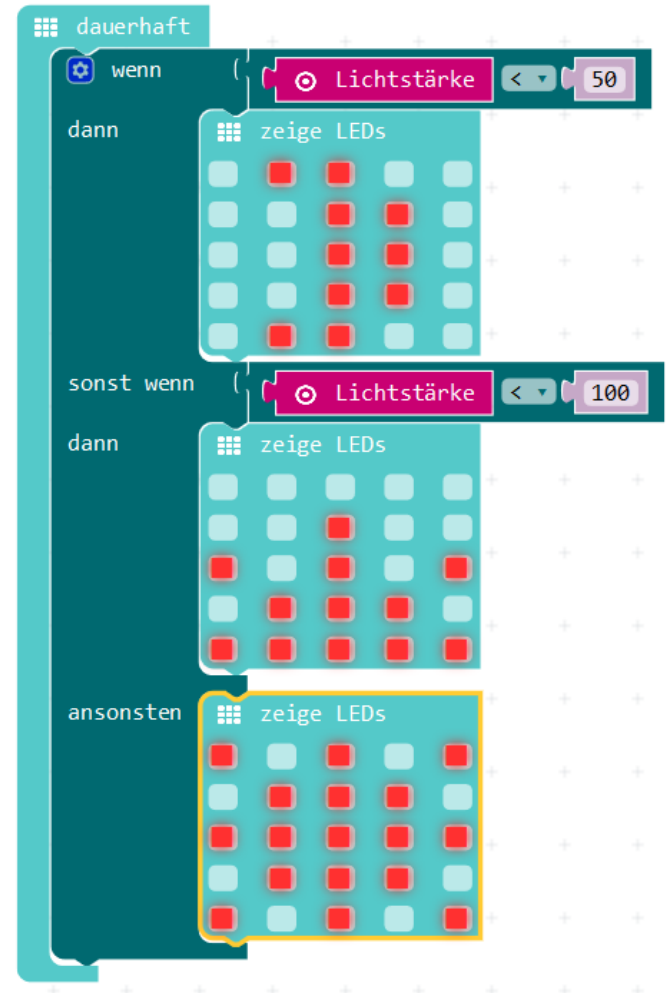 dauerhaft
wenn Lichtstärke < 50
dann zeige LEDs
sonst wenn Lichtstärke < 100
dann zeige LEDs
ansonsten zeige LEDs